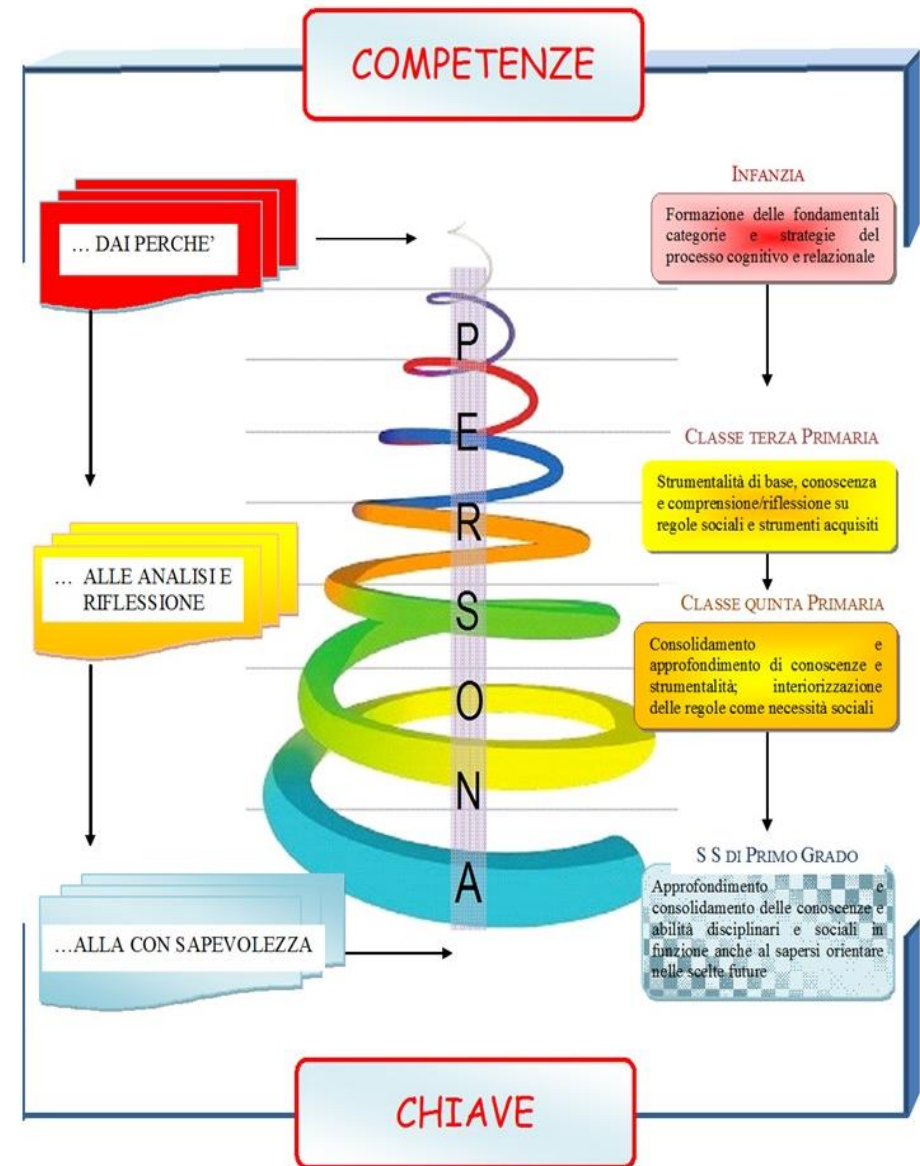 COMPETENZE
… DAI PERCHE’
… ALLE ANALISI E
RIFLESSIONE
…ALLA CON SAPEVOLEZZA
P
E
R
S
O
N
A
INFANZIA
Formazione delle fondamentali
categorie e strategie del
processo cognitivo e relazionale
CLASSE TERZA PRIMARIA
Strumentalità di base, conoscenza
e comprensione/riflessione su
regole sociali e strumenti acquisiti
CLASSE QUINTA PRIMARIA
Consolidamento e
approfondimento di conoscenze e
strumentalità; interiorizzazione
delle regole come necessità sociali
S S DI PRIMO GRADO
Approfondimento e
consolidamento delle conoscenze e
abilità disciplinari e sociali in
funzione anche al sapersi orientare
nelle scelte future
CHIAVE